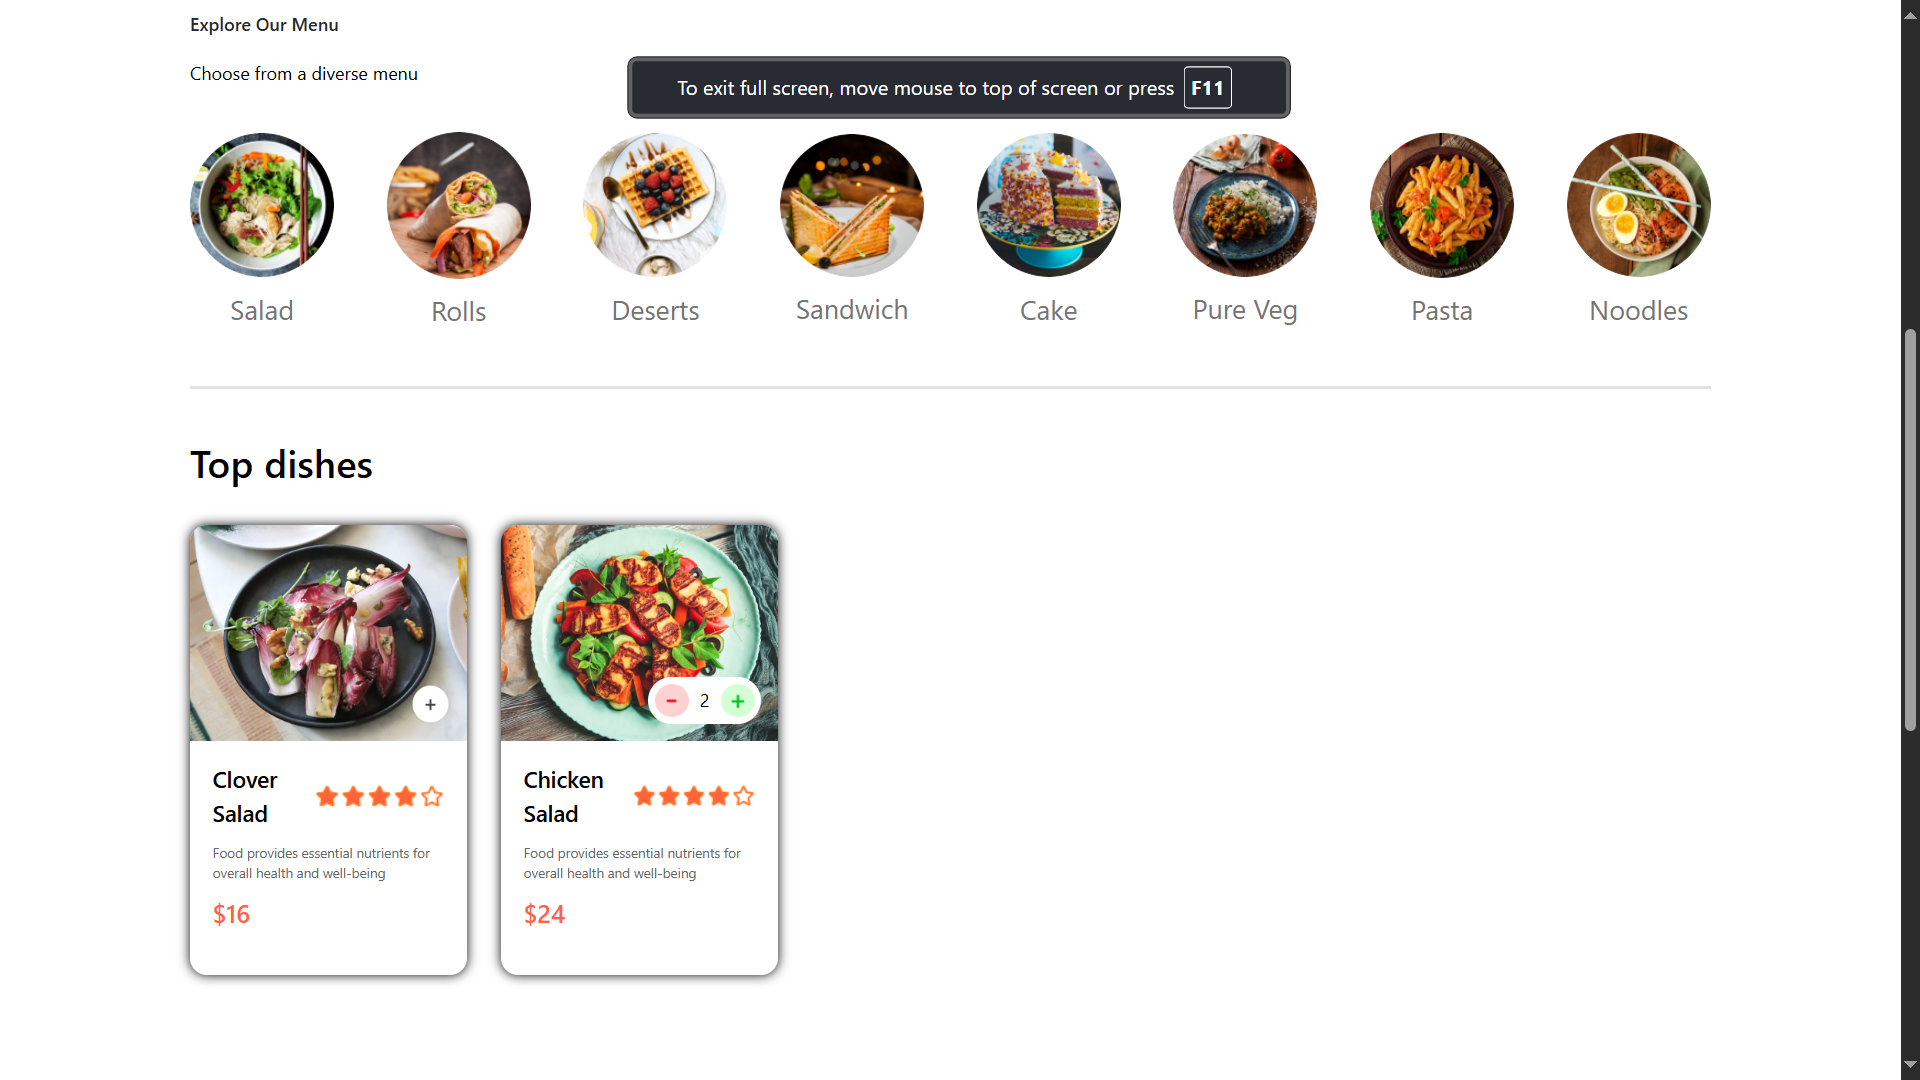 Explore Our Menu
Choose from a diverse menu
To exit full screen, move mouse to top of screen or press F11
Salad
Rolls
Deserts
Sandwich
Cake
Pure Veg
Pasta
Noodles
Top dishes
+
- 2 +
Clover
Salad
Food provides essential nutrients for
overall health and well-being
$16
Chicken
Salad
Food provides essential nutrients for
overall health and well-being
$24